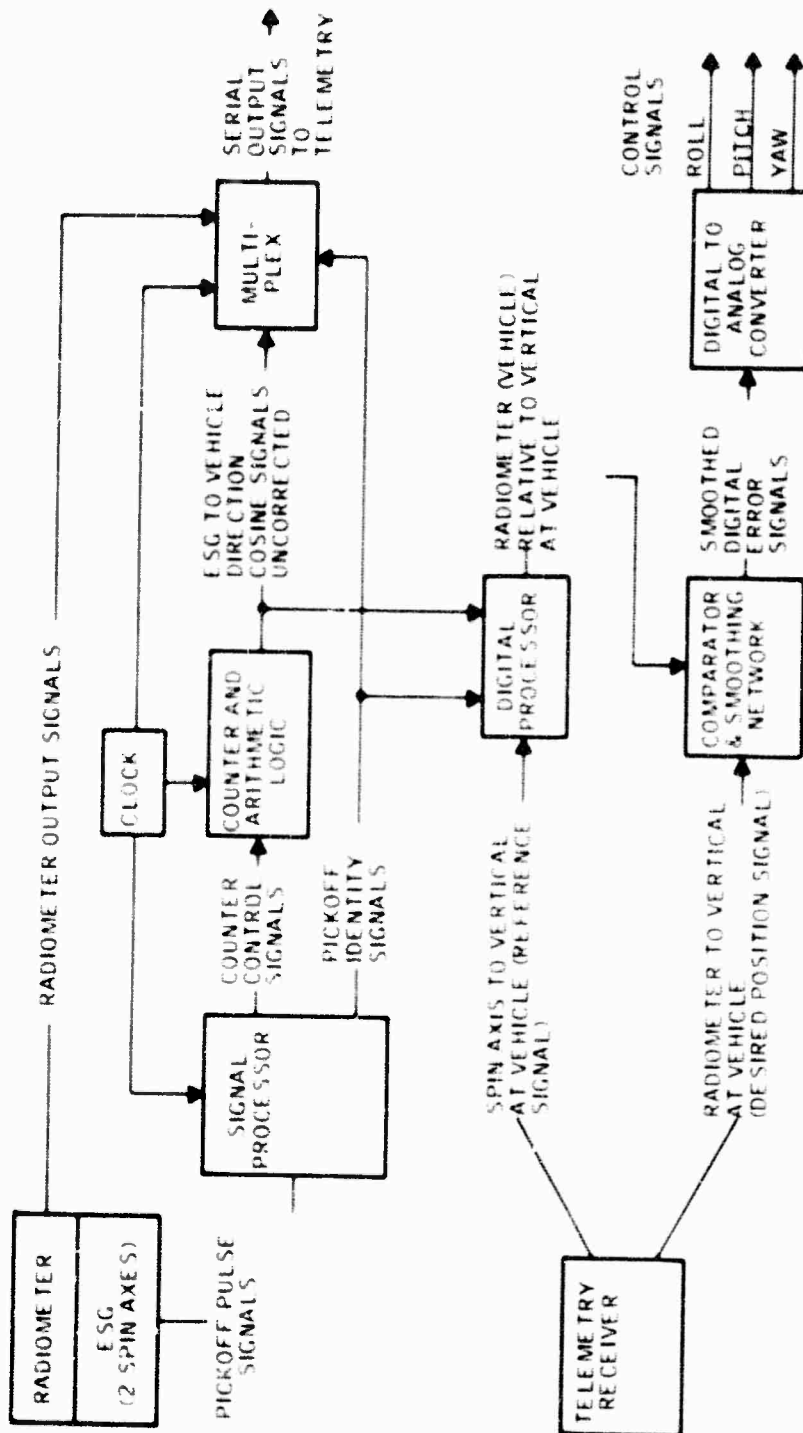 RADIOMETER
ESG
(2 SPIN AXES)
RADIOMETER OUTPUT SIGNALS
PICKOFF PULSE
SIGNALS
CLOCK
SIGNAL
PROCESSOR
COUNTER
CONTROL
SIGNALS
PICKOFF
IDENTITY
SIGNALS
COUNTER AND
ARITHMETIC
LOGIC
ESG TO VEHICLE
DIRECTION
COSINE SIGNALS
UNCORRECTED
MULTI-
PLEX
SERIAL
OUTPUT
SIGNALS
TO
TELEMETRY
TELEMETRY
RECEIVER
SPIN AXIS TO VERTICAL
AT VEHICLE (REFERENCE
SIGNAL)
DIGITAL
PROCESSOR
RADIOMETER (VEHICLE)
RELATIVE TO VERTICAL
AT VEHICLE
RADIOMETER TO VERTICAL
AT VEHICLE
(DESIRED POSITION SIGNAL)
COMPARATOR
& SMOOTHING
NETWORK
SMOOTHED
DIGITAL
ERROR
SIGNALS
DIGITAL TO
ANALOG
CONVERTER
CONTROL
SIGNALS
ROLL
PITCH
YAW